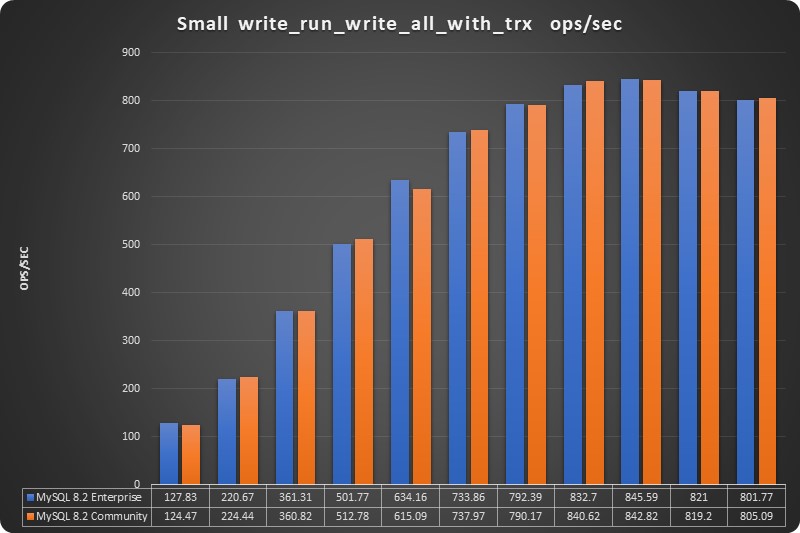 Small write_run_write_all_with_trx ops/sec
900
800
700
600
500
400
300
200
100
0
OPS/SEC
MySQL 8.2 Enterprise 127.83 220.67 361.31 501.77 634.16 733.86 792.39 832.7 845.59 821 801.77
MySQL 8.2 Community 124.47 224.44 360.82 512.78 615.09 737.97 790.17 840.62 842.82 819.2 805.09